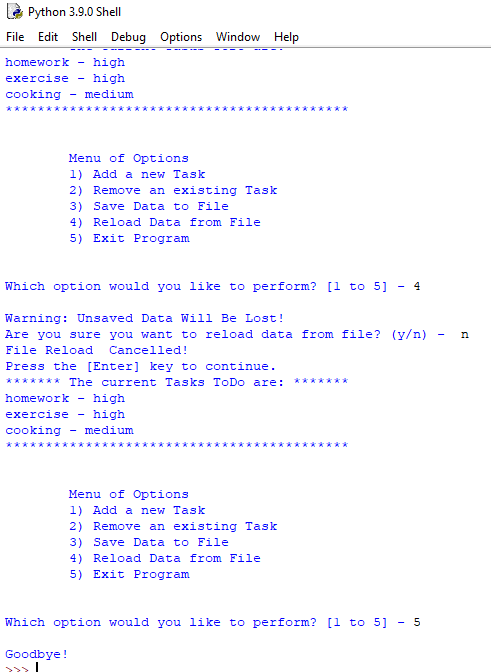 Python 3.9.0 Shell
File Edit Shell Debug Options Window Help
homework - high
exercise - high
cooking - medium
*******************************************
Menu of Options
1) Add a new Task
2) Remove an existing Task
3) Save Data to File
4) Reload Data from File
5) Exit Program
Which option would you like to perform? [1 to 5] - 4
Warning: Unsaved Data Will Be Lost!
Are you sure you want to reload data from file? (y/n) -  n
File Reload  Cancelled!
Press the [Enter] key to continue.
******* The current Tasks ToDo are: *******
homework - high
exercise - high
cooking - medium
*******************************************
Menu of Options
1) Add a new Task
2) Remove an existing Task
3) Save Data to File
4) Reload Data from File
5) Exit Program
Which option would you like to perform? [1 to 5] - 5
Goodbye!
>>>